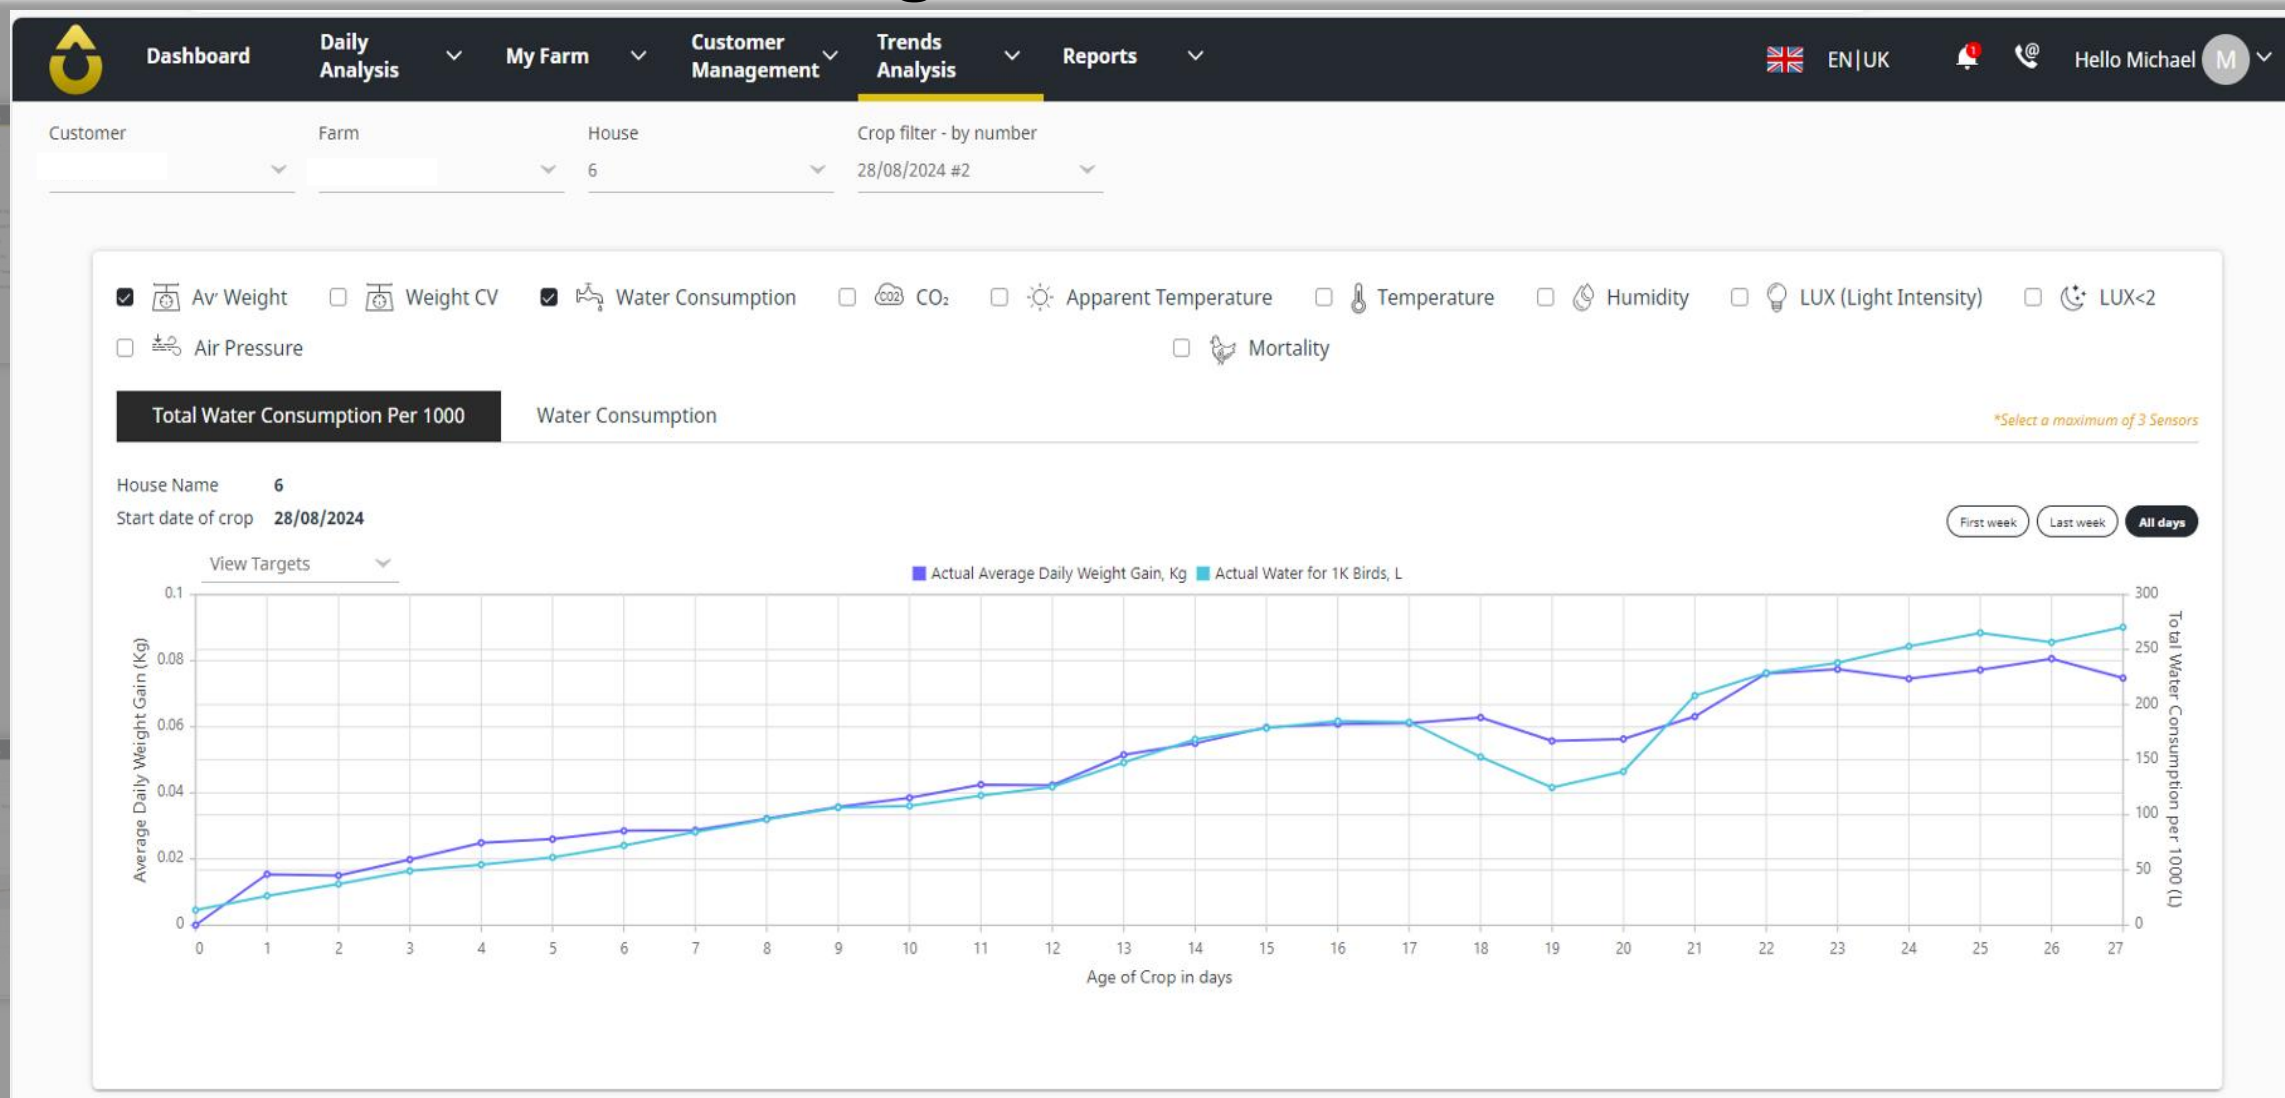 Dashboard
Daily Analysis
My Farm
Customer Management
Trends Analysis
Reports
EN|UK
1
Hello Michael
M
Customer
Farm
House
Crop filter - by number
6
28/08/2024 #2
Av' Weight
Weight CV
Water Consumption
CO2 CO₂
Apparent Temperature
Temperature
Humidity
LUX (Light Intensity)
LUX<2
Air Pressure
Mortality
Total Water Consumption Per 1000
Water Consumption
*Select a maximum of 3 Sensors
House Name 6
Start date of crop 28/08/2024
First week
Last week
All days
View Targets
Actual Average Daily Weight Gain, Kg
Actual Water for 1K Birds, L
Average Daily Weight Gain (Kg)
0.1
0.08
0.06
0.04
0.02
0
300
250
200
150
100
50
0
Total Water Consumption per 1000 (L)
0 1 2 3 4 5 6 7 8 9 10 11 12 13 14 15 16 17 18 19 20 21 22 23 24 25 26 27
Age of Crop in days